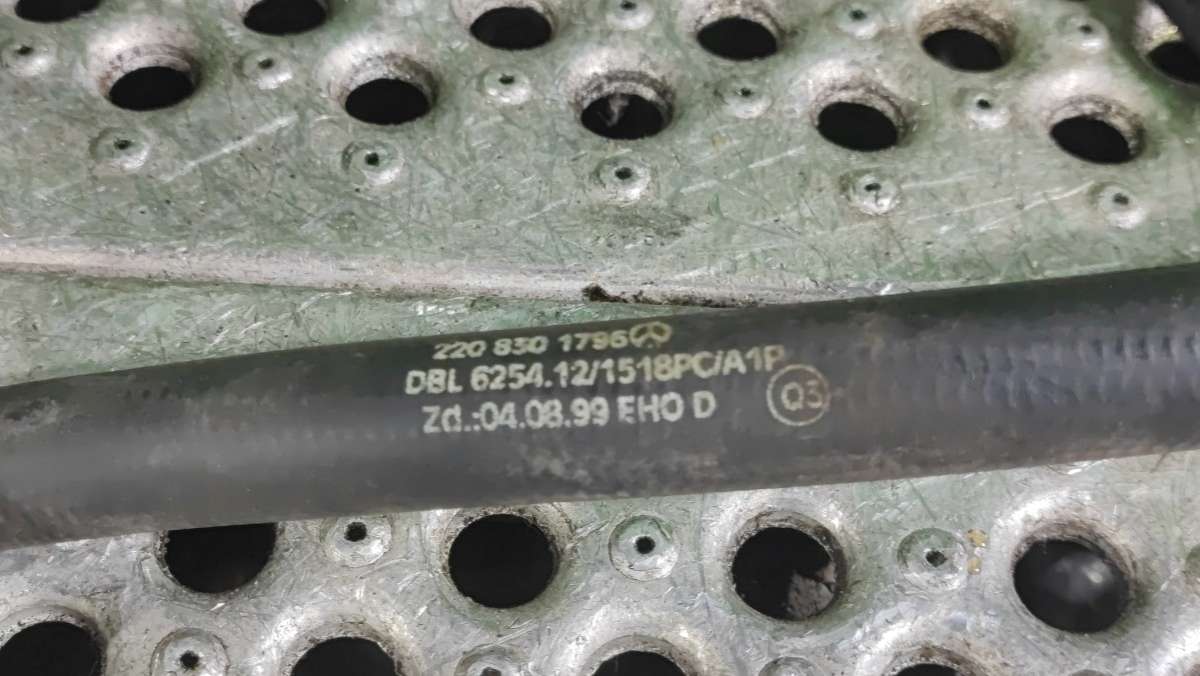 220 830 1796
DBL 6254.12/1518PC/A1P
Q3
Zd.:04.08.99 EHO D